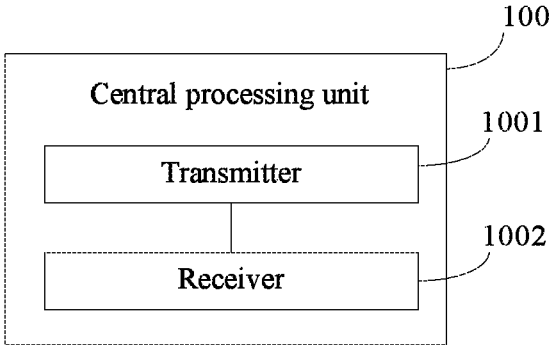 100
Central processing unit
1001
Transmitter
1002
Receiver